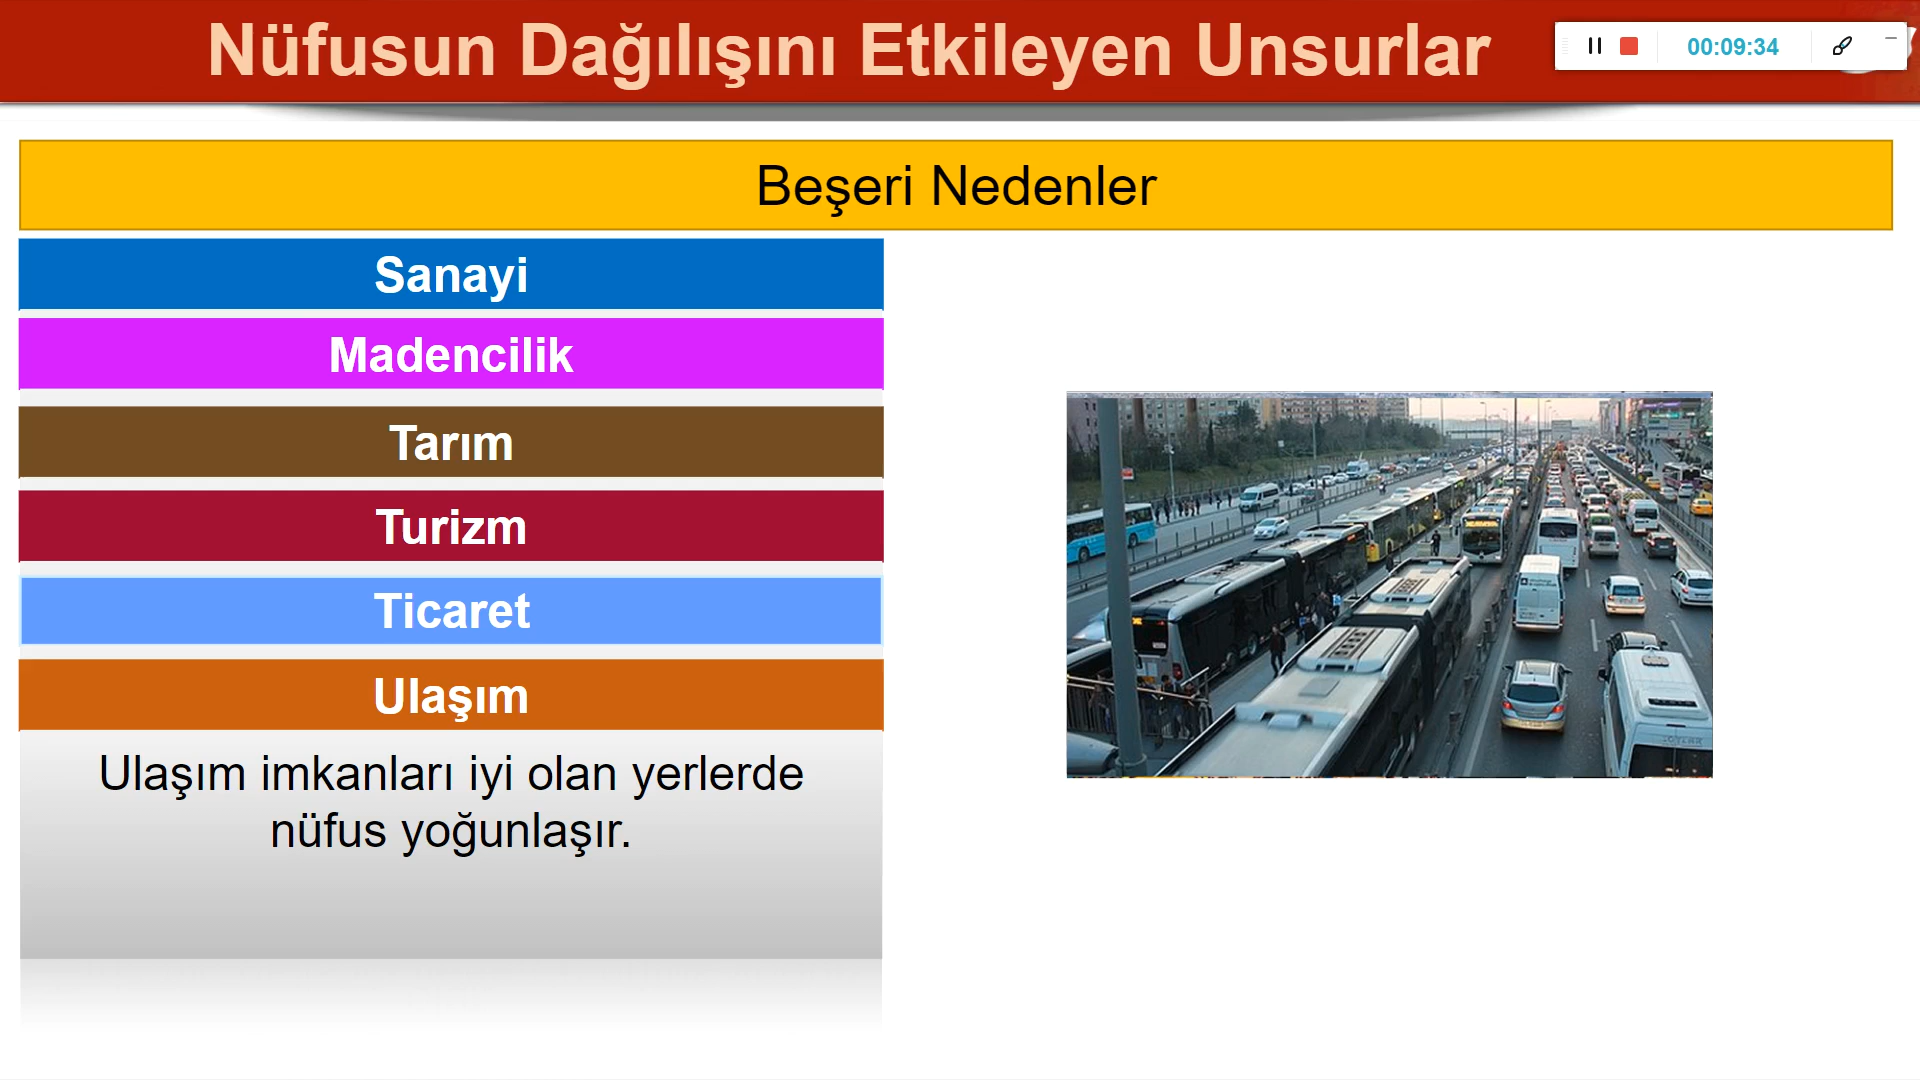 Nüfusun Dağılışını Etkileyen Unsurlar
00:09:34
Beşeri Nedenler
Sanayi
Madencilik
Tarım
Turizm
Ticaret
Ulaşım
Ulaşım imkanları iyi olan yerlerde
nüfus yoğunlaşır.